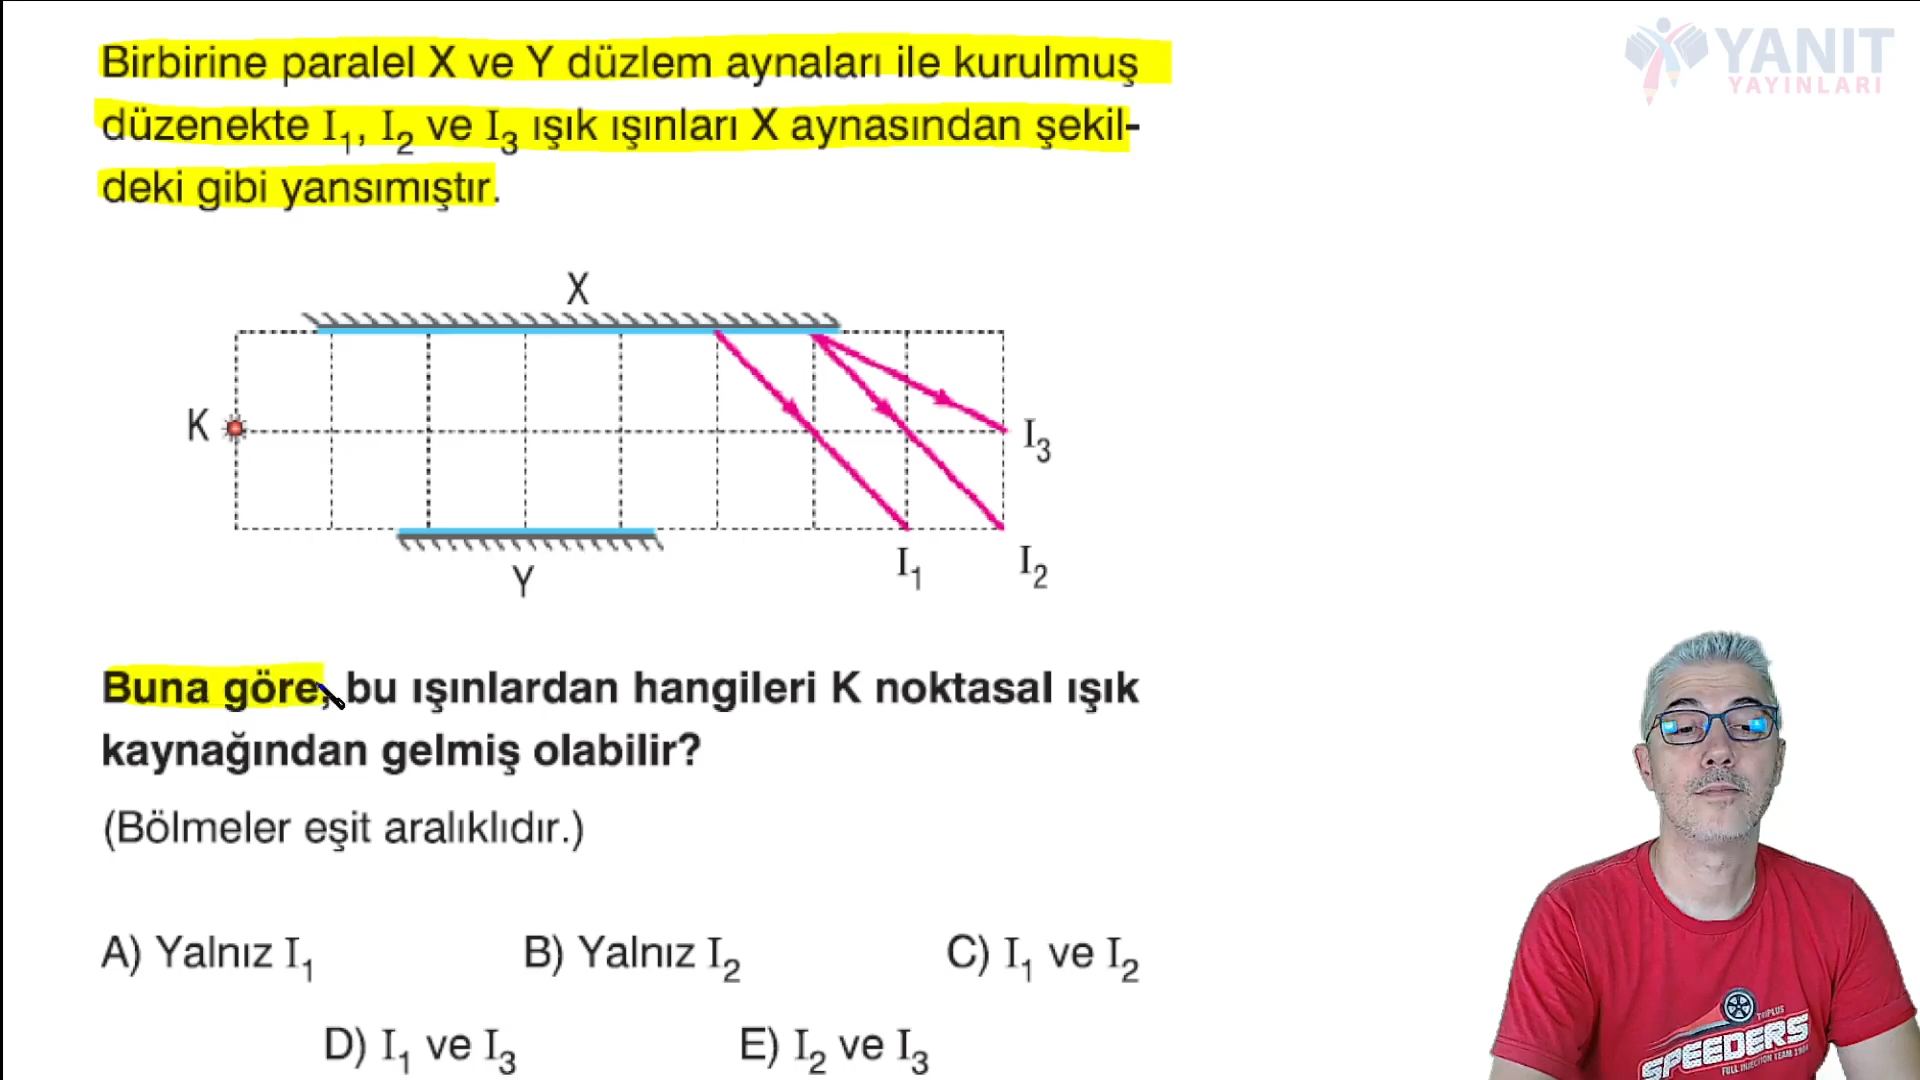 YANIT
YAYINLARI
Birbirine paralel X ve Y düzlem aynaları ile kurulmuş
düzenekte I₁, I₂ ve I₃ ışık ışınları X aynasından şekil-
deki gibi yansımıştır.
X
K
I₃
Y
I₁
I₂
Buna göre, bu ışınlardan hangileri K noktasal ışık
kaynağından gelmiş olabilir?
(Bölmeler eşit aralıklıdır.)
A) Yalnız I₁
B) Yalnız I₂
C) I₁ ve I₂
D) I₁ ve I₃
E) I₂ ve I₃
SPEEDERS